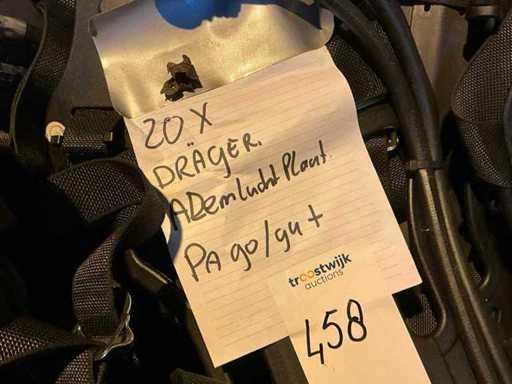 20 X
DRÄGER.
ADemlucht Plaat.
PA 90/94 +
troostwijk
auctions
458